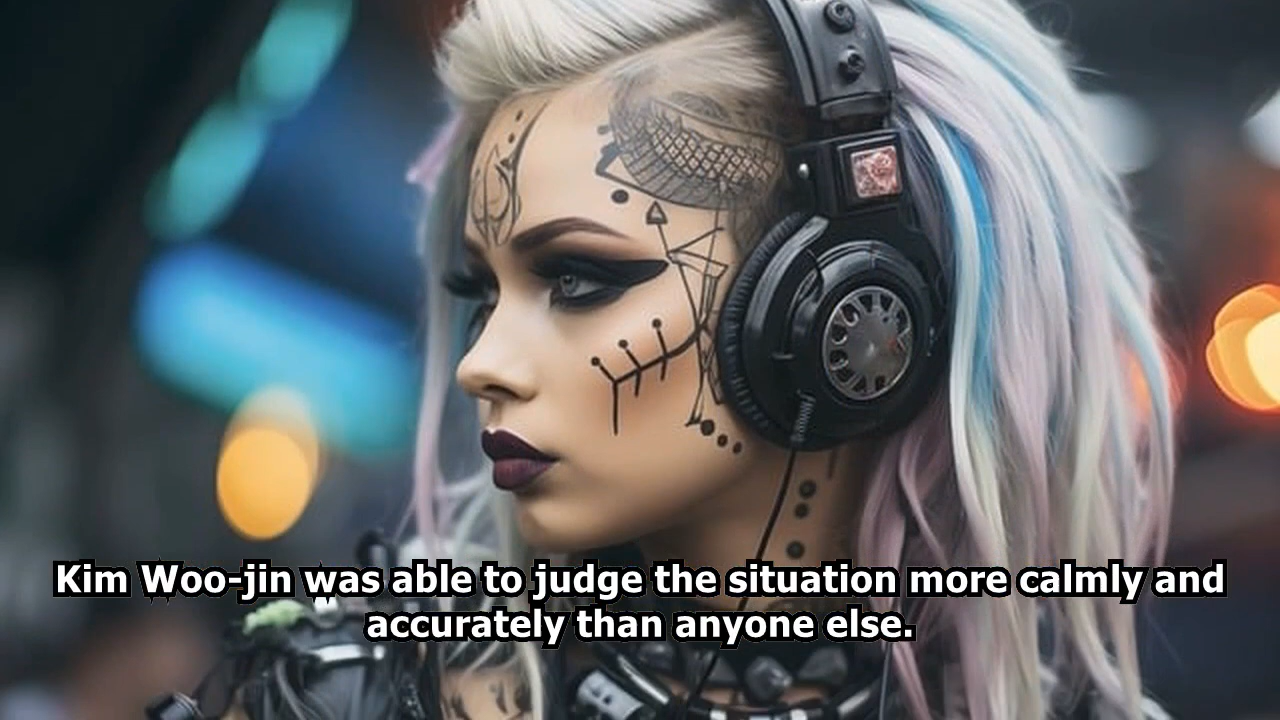 Kim Woo-jin was able to judge the situation more calmly and
accurately than anyone else.